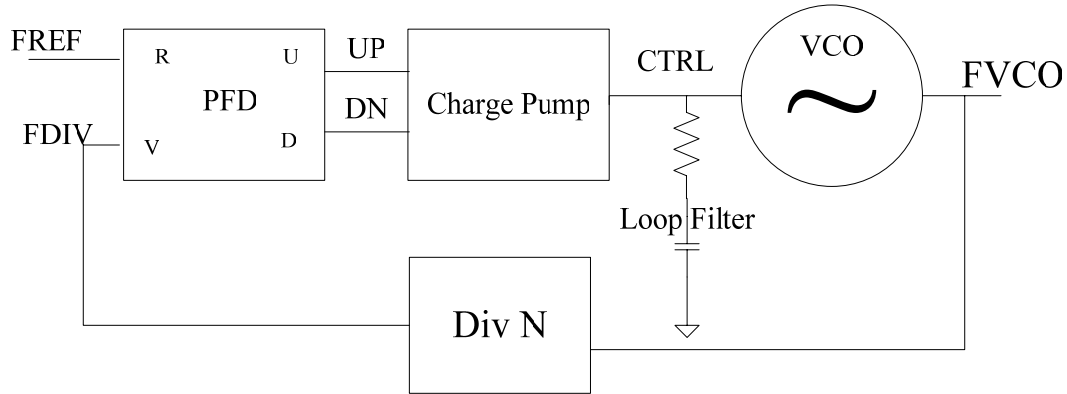 FREF
R
U
UP
PFD
DN
FDIV
V
D
Charge Pump
CTRL
VCO
FVCO
Loop Filter
Div N